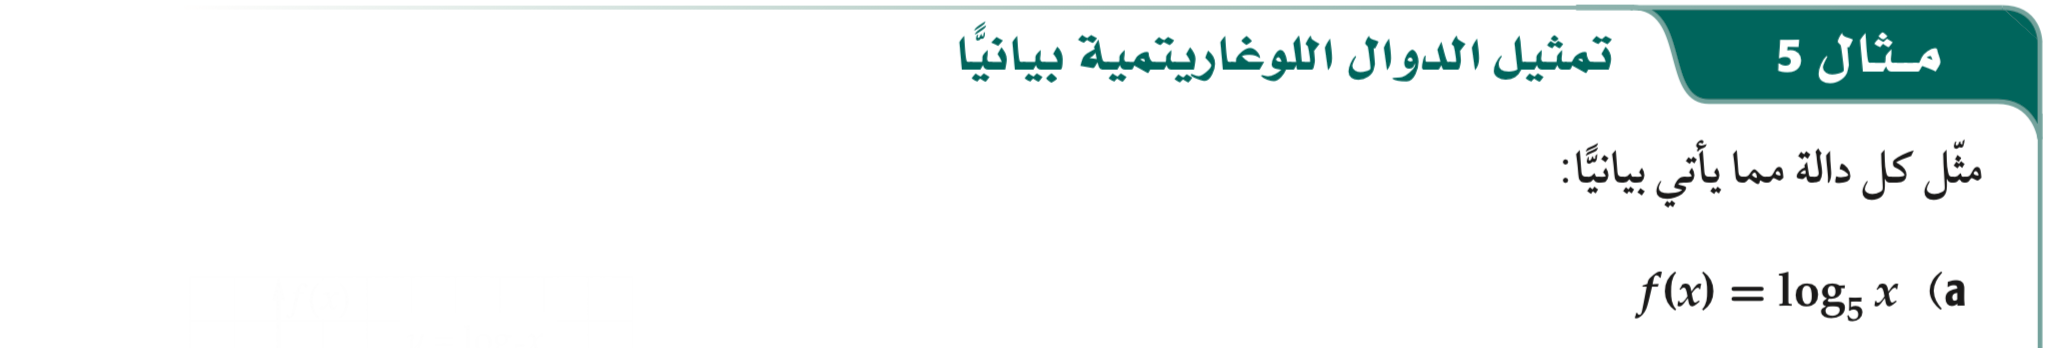 مثال 5 تمثيل الدوال اللوغاريتمية بيانيًّا
مثّل كل دالة مما يأتي بيانيًّا:
a) f(x) = log₅ x